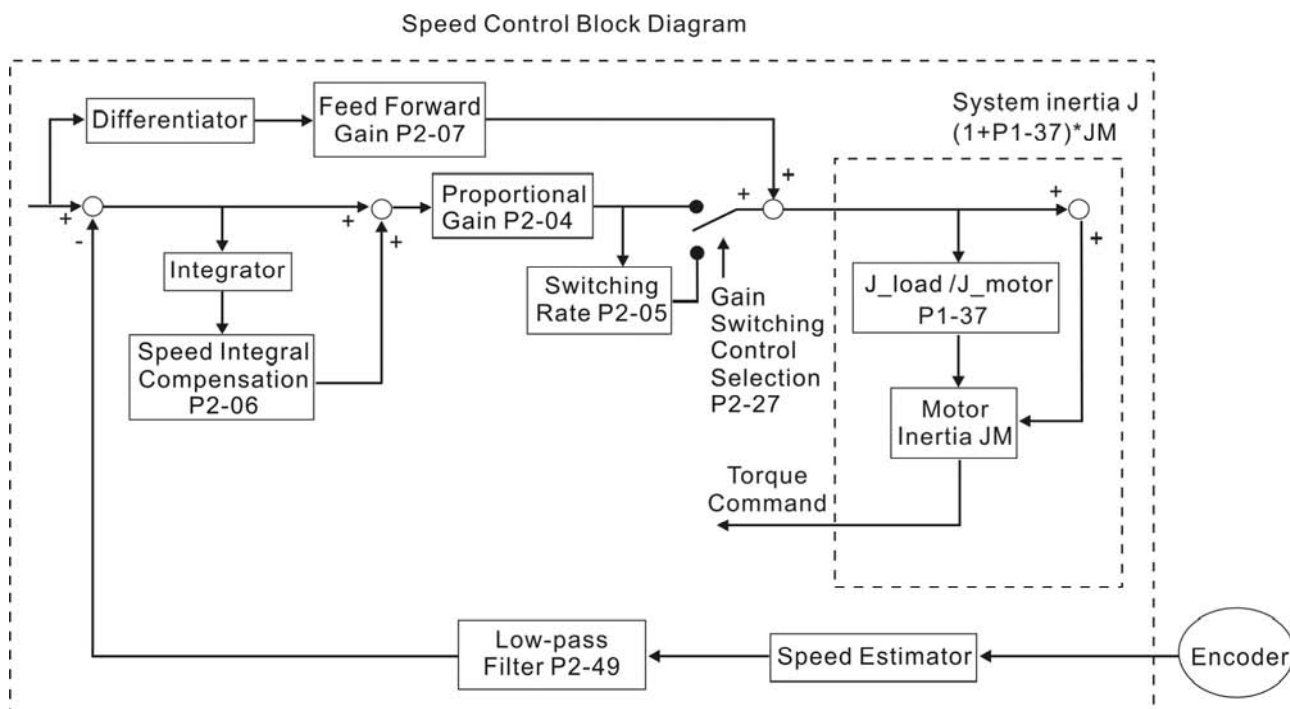 Speed Control Block Diagram
Differentiator
Feed Forward
Gain P2-07
System inertia J
(1+P1-37)*JM
+
-
+
+
Proportional
Gain P2-04
+
+
+
+
Integrator
Speed Integral
Compensation
P2-06
Switching
Rate P2-05
Gain
Switching
Control
Selection
P2-27
J_load /J_motor
P1-37
Motor
Inertia JM
Torque
Command
Low-pass
Filter P2-49
Speed Estimator
Encoder